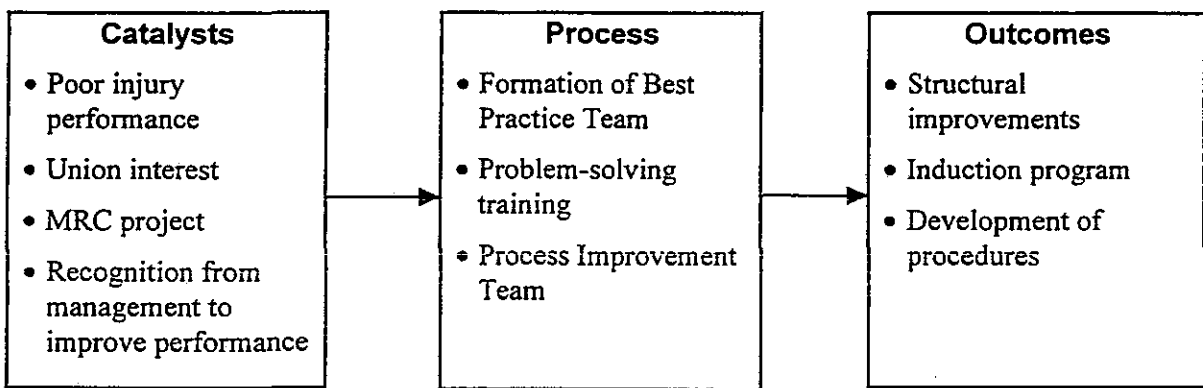 Catalysts
• Poor injury
performance
• Union interest
• MRC project
• Recognition from
management to
improve performance
Process
• Formation of Best
Practice Team
• Problem-solving
training
• Process Improvement
Team
Outcomes
• Structural
improvements
• Induction program
• Development of
procedures